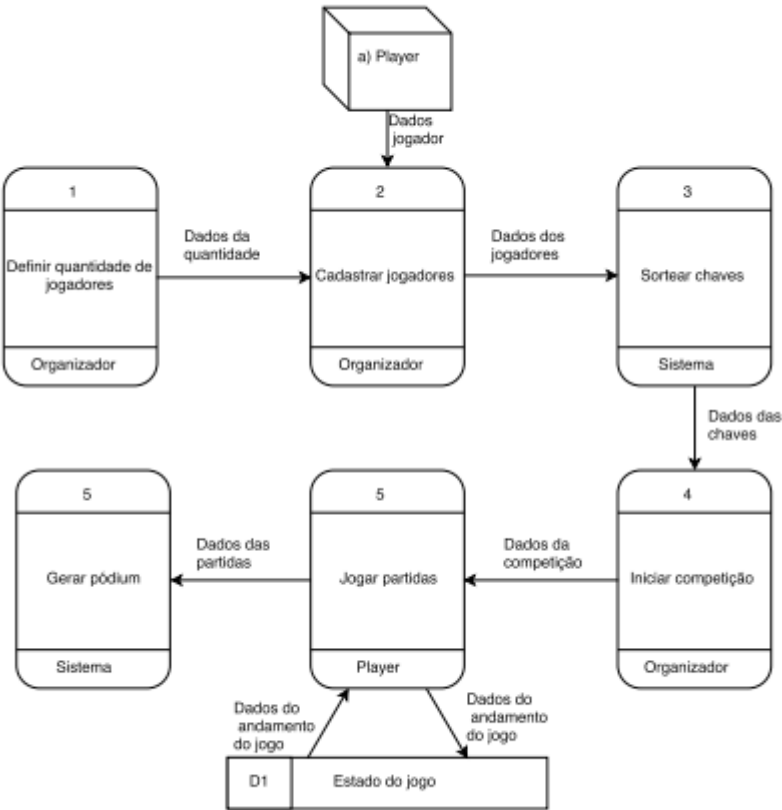 a) Player
Dados
jogador
1
Definir quantidade de
jogadores
Organizador
Dados da
quantidade
2
Cadastrar jogadores
Organizador
Dados dos
jogadores
3
Sortear chaves
Sistema
Dados das
chaves
4
Iniciar competição
Organizador
Dados da
competição
5
Jogar partidas
Player
Dados das
partidas
5
Gerar pódium
Sistema
Dados do
andamento
do jogo
Dados do
andamento
do jogo
D1
Estado do jogo